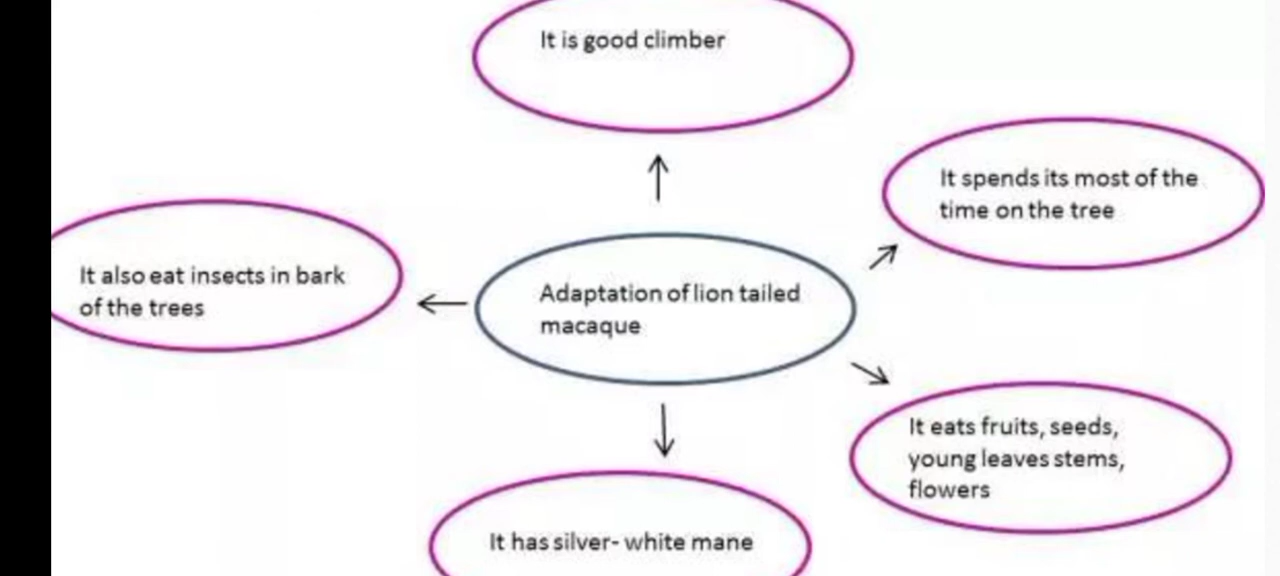 It is good climber
It spends its most of the
time on the tree
It also eat insects in bark
of the trees
Adaptation of lion tailed
macaque
It eats fruits, seeds,
young leaves stems,
flowers
It has silver- white mane